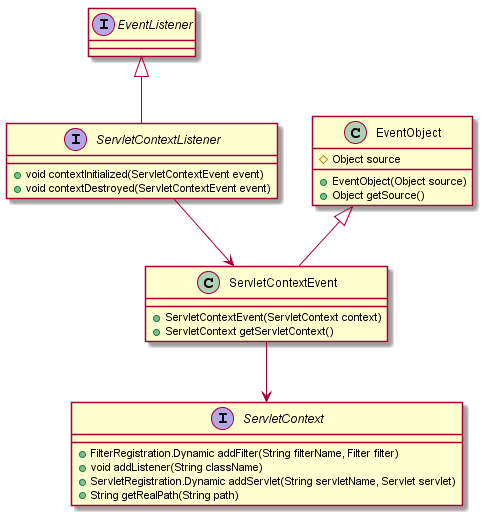 I EventListener
I ServletContextListener
void contextInitialized(ServletContextEvent event)
void contextDestroyed(ServletContextEvent event)
C EventObject
Object source
EventObject(Object source)
Object getSource()
C ServletContextEvent
ServletContextEvent(ServletContext context)
ServletContext getServletContext()
I ServletContext
FilterRegistration.Dynamic addFilter(String filterName, Filter filter)
void addListener(String className)
ServletRegistration.Dynamic addServlet(String servletName, Servlet servlet)
String getRealPath(String path)